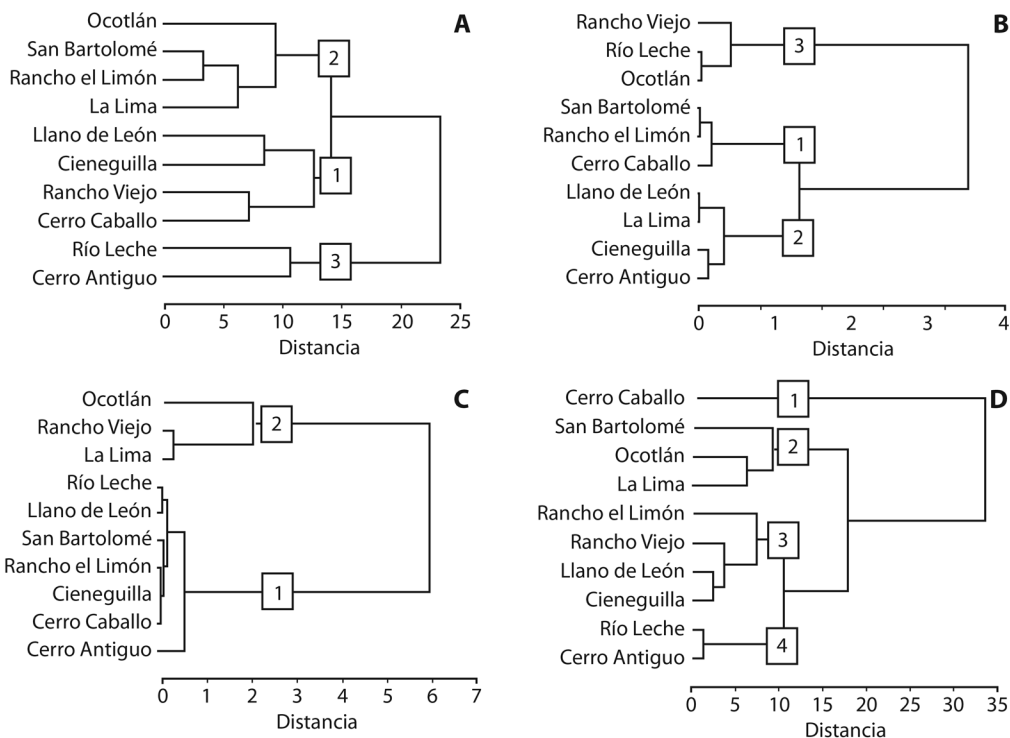 A
Ocotlán
2
San Bartolomé
Rancho el Limón
La Lima
Llano de León
Cieneguilla
1
Rancho Viejo
Cerro Caballo
Río Leche
3
Cerro Antiguo
0 5 10 15 20 25
Distancia
B
Rancho Viejo
3
Río Leche
Ocotlán
San Bartolomé
Rancho el Limón
1
Cerro Caballo
Llano de León
La Lima
2
Cieneguilla
Cerro Antiguo
0 1 2 3 4
Distancia
C
Ocotlán
2
Rancho Viejo
La Lima
Río Leche
Llano de León
San Bartolomé
Rancho el Limón
Cieneguilla
1
Cerro Caballo
Cerro Antiguo
0 1 2 3 4 5 6 7
Distancia
D
Cerro Caballo
1
San Bartolomé
2
Ocotlán
La Lima
Rancho el Limón
Rancho Viejo
3
Llano de León
Cieneguilla
Río Leche
4
Cerro Antiguo
0 5 10 15 20 25 30 35
Distancia